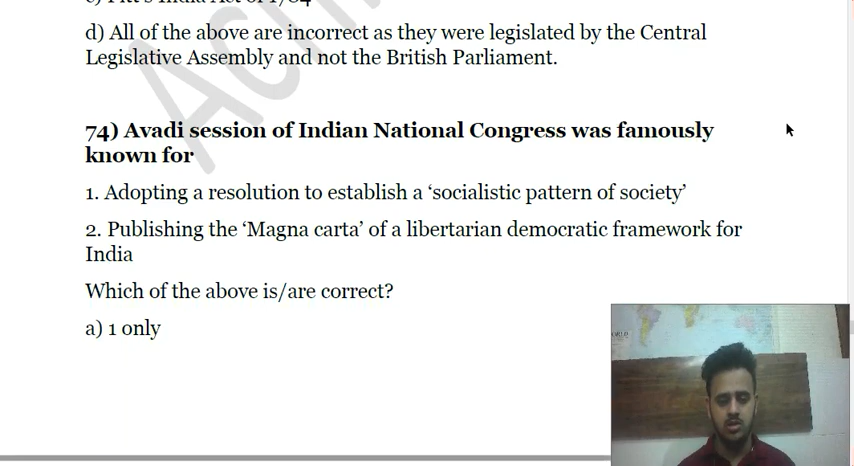 d) All of the above are incorrect as they were legislated by the Central
Legislative Assembly and not the British Parliament.
74) Avadi session of Indian National Congress was famously
known for
1. Adopting a resolution to establish a ‘socialistic pattern of society’
2. Publishing the ‘Magna carta’ of a libertarian democratic framework for
India
Which of the above is/are correct?
a) 1 only